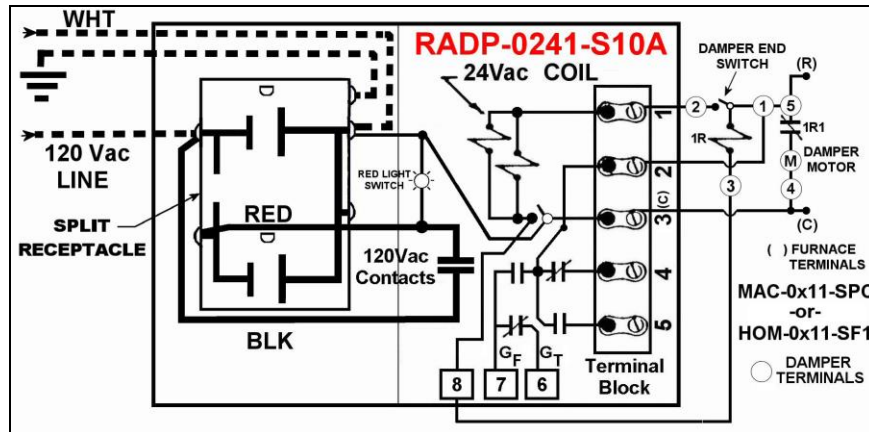 WHT
RADP-0241-S10A
24Vac COIL
DAMPER END
SWITCH
(R)
1
2
1
5
1R1
1R
120 Vac
LINE
RED LIGHT
SWITCH
2
M
DAMPER
MOTOR
3
4
SPLIT
RECEPTACLE
RED
3
(C)
(C)
120Vac
Contacts
( ) FURNACE
TERMINALS
4
MAC-0x11-SPC
-or-
HOM-0x11-SF1
BLK
5
GF
GT
8
7
6
Terminal
Block
DAMPER
TERMINALS